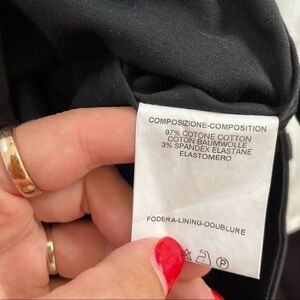 COMPOSIZIONE-COMPOSITION
97% COTONE COTTON
COTON BAUMWOLLE
3% SPANDEX ELASTANE
ELASTOMERO
FODERA-LINING-DOUBLURE
P